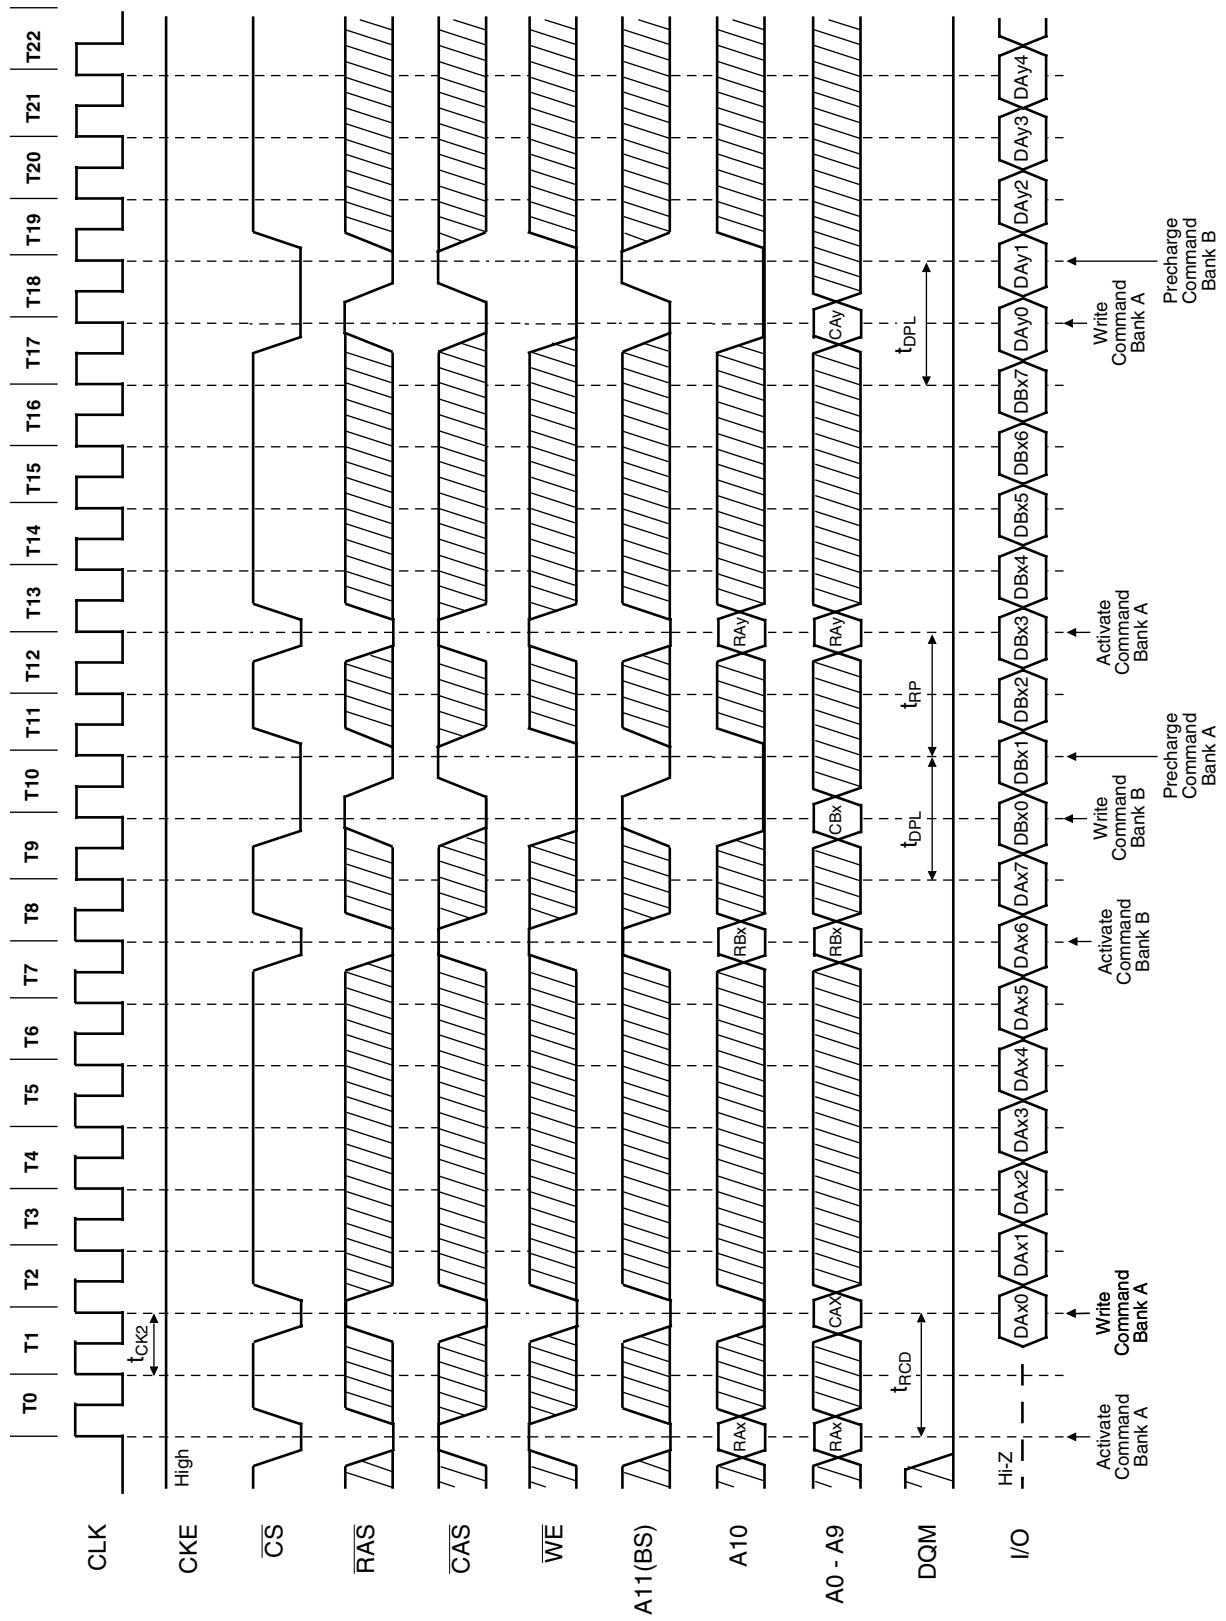 T0 T1 T2 T3 T4 T5 T6 T7 T8 T9 T10 T11 T12 T13 T14 T15 T16 T17 T18 T19 T20 T21 T22
CLK
tCK2
CKE
High
CS
RAS
CAS
WE
A11(BS)
A10
RAx RBx RAy
A0 - A9
RAx CAX RBx CBx RAy CAy
DQM
tRCD tDPL tRP tDPL
I/O
Hi-Z
DAx0 DAx1 DAx2 DAx3 DAx4 DAx5 DAx6 DAx7 DBx0 DBx1 DBx2 DBx3 DBx4 DBx5 DBx6 DBx7 DAy0 DAy1 DAy2 DAy3 DAy4
Activate
Command
Bank A
Write
Command
Bank A
Activate
Command
Bank B
Write
Command
Bank B
Precharge
Command
Bank A
Activate
Command
Bank A
Write
Command
Bank A
Precharge
Command
Bank B